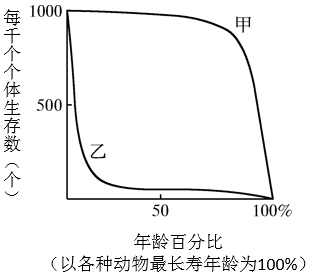 每千个个体生存数（个）
1000
500
甲
乙
50
100%
年龄百分比
（以各种动物最长寿年龄为100%）